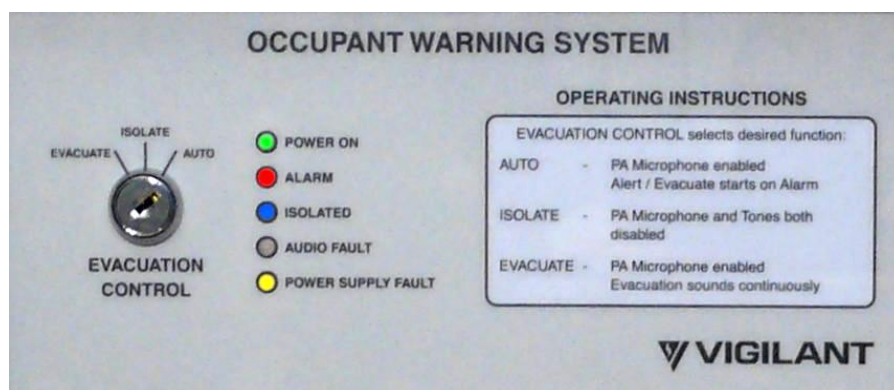 OCCUPANT WARNING SYSTEM
ISOLATE
EVACUATE
AUTO
EVACUATION
CONTROL
POWER ON
ALARM
ISOLATED
AUDIO FAULT
POWER SUPPLY FAULT
OPERATING INSTRUCTIONS
EVACUATION CONTROL selects desired function:
AUTO - PA Microphone enabled
Alert / Evacuate starts on Alarm
ISOLATE - PA Microphone and Tones both
disabled
EVACUATE - PA Microphone enabled
Evacuation sounds continuously
VIGILANT